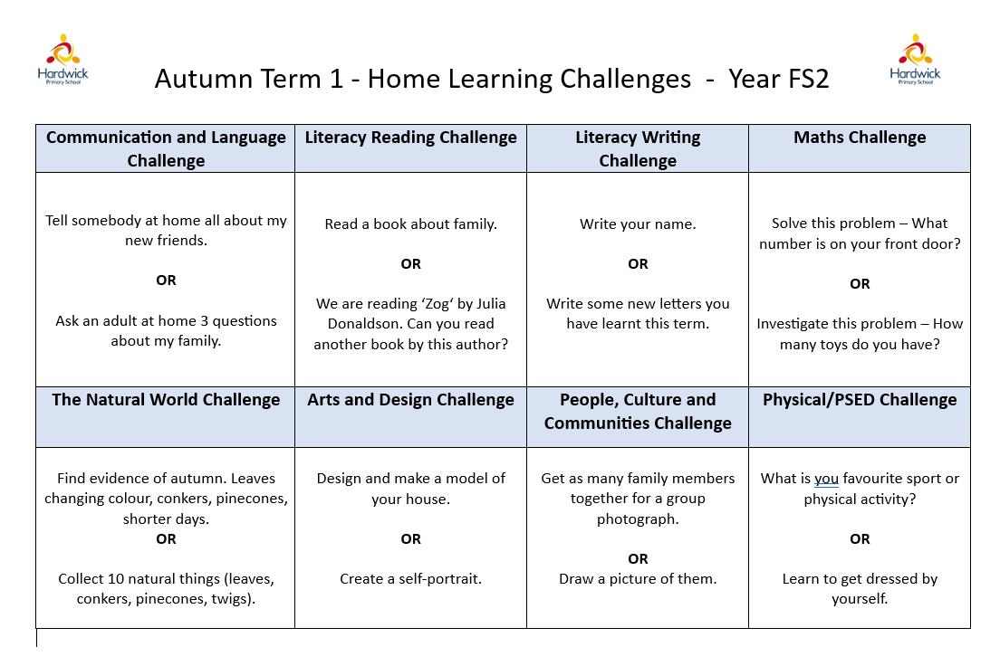 Hardwick
Primary School
Autumn Term 1 - Home Learning Challenges - Year FS2
Hardwick
Primary School
Communication and Language
Challenge
Literacy Reading Challenge
Literacy Writing
Challenge
Maths Challenge
Tell somebody at home all about my
new friends.
OR
Ask an adult at home 3 questions
about my family.
Read a book about family.
OR
We are reading ‘Zog‘ by Julia
Donaldson. Can you read
another book by this author?
Write your name.
OR
Write some new letters you
have learnt this term.
Solve this problem – What
number is on your front door?
OR
Investigate this problem – How
many toys do you have?
The Natural World Challenge
Arts and Design Challenge
People, Culture and
Communities Challenge
Physical/PSED Challenge
Find evidence of autumn. Leaves
changing colour, conkers, pinecones,
shorter days.
OR
Collect 10 natural things (leaves,
conkers, pinecones, twigs).
Design and make a model of
your house.
OR
Create a self-portrait.
Get as many family members
together for a group
photograph.
OR
Draw a picture of them.
What is you favourite sport or
physical activity?
OR
Learn to get dressed by
yourself.